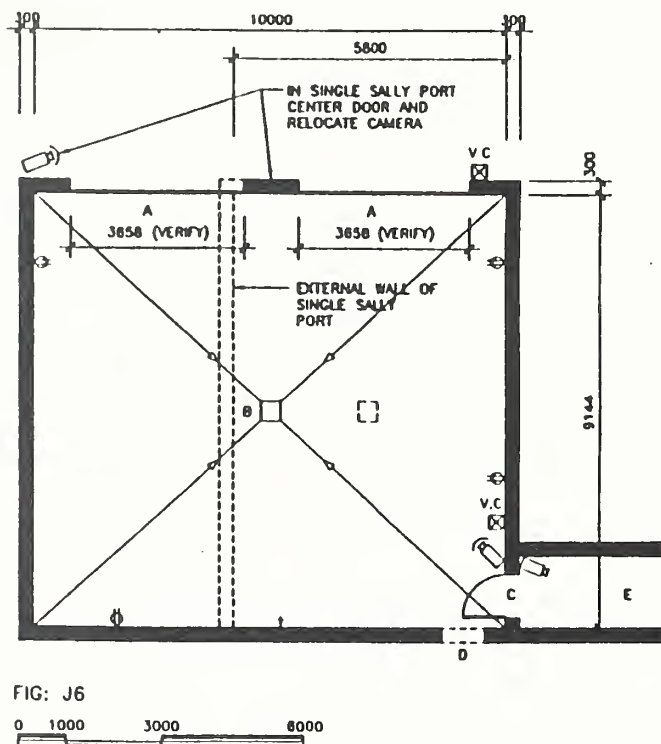 300 10000 300
5800
IN SINGLE SALLY PORT
CENTER DOOR AND
RELOCATE CAMERA
V C
300
A A
3658 (VERIFY) 3658 (VERIFY)
EXTERNAL WALL OF
SINGLE SALLY
PORT
B
9144
V.C
C E
D
FIG: J6
0 1000 3000 6000